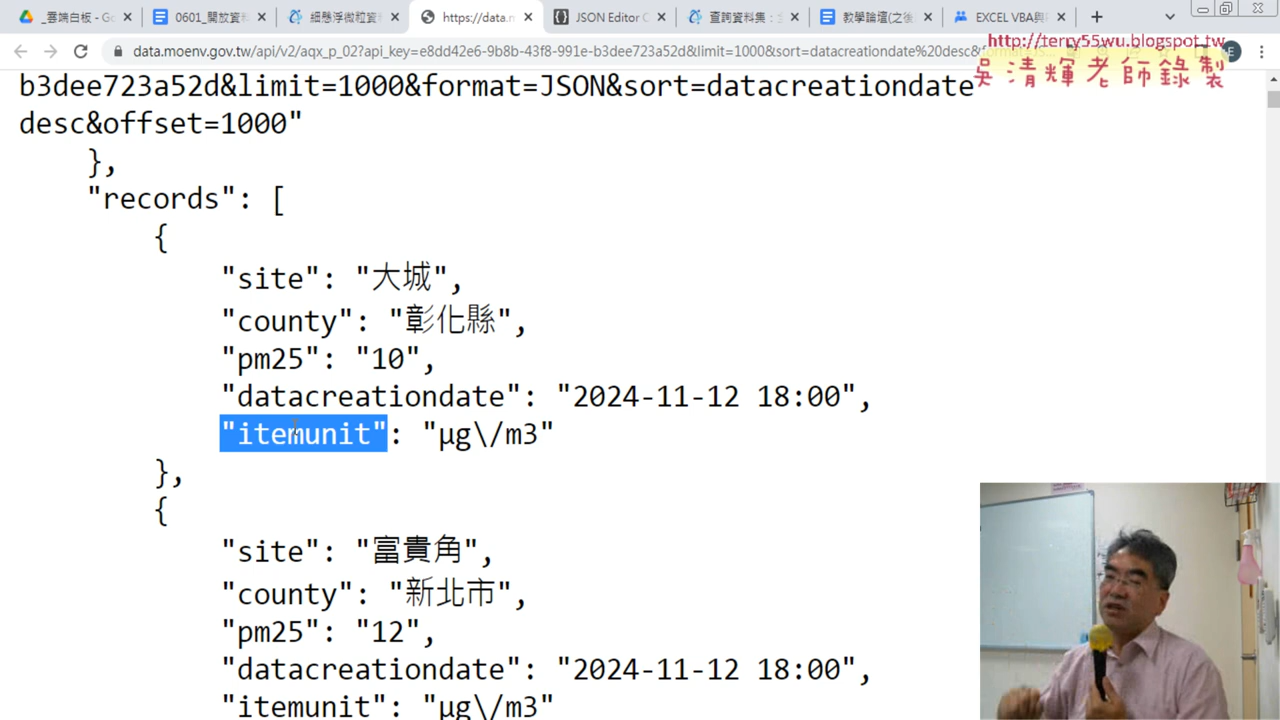 _雲端白板 - Go
0601_開放資料
細懸浮微粒資
https://data.m
JSON Editor O
查詢資料集：
教學論壇(之後
EXCEL VBA與
data.moenv.gov.tw/api/v2/aqx_p_02?api_key=e8dd42e6-9b8b-43f8-991e-b3dee723a52d&limit=1000&sort=datacreationdate%20desc&
http://terry55wu.blogspot.tw
吳清輝老師錄製
b3dee723a52d&limit=1000&format=JSON&sort=datacreationdate
desc&offset=1000"
},
"records": [
{
"site": "大城",
"county": "彰化縣",
"pm25": "10",
"datacreationdate": "2024-11-12 18:00",
"itemunit": "μg\/m3"
},
{
"site": "富貴角",
"county": "新北市",
"pm25": "12",
"datacreationdate": "2024-11-12 18:00",
"itemunit": "μg\/m3"